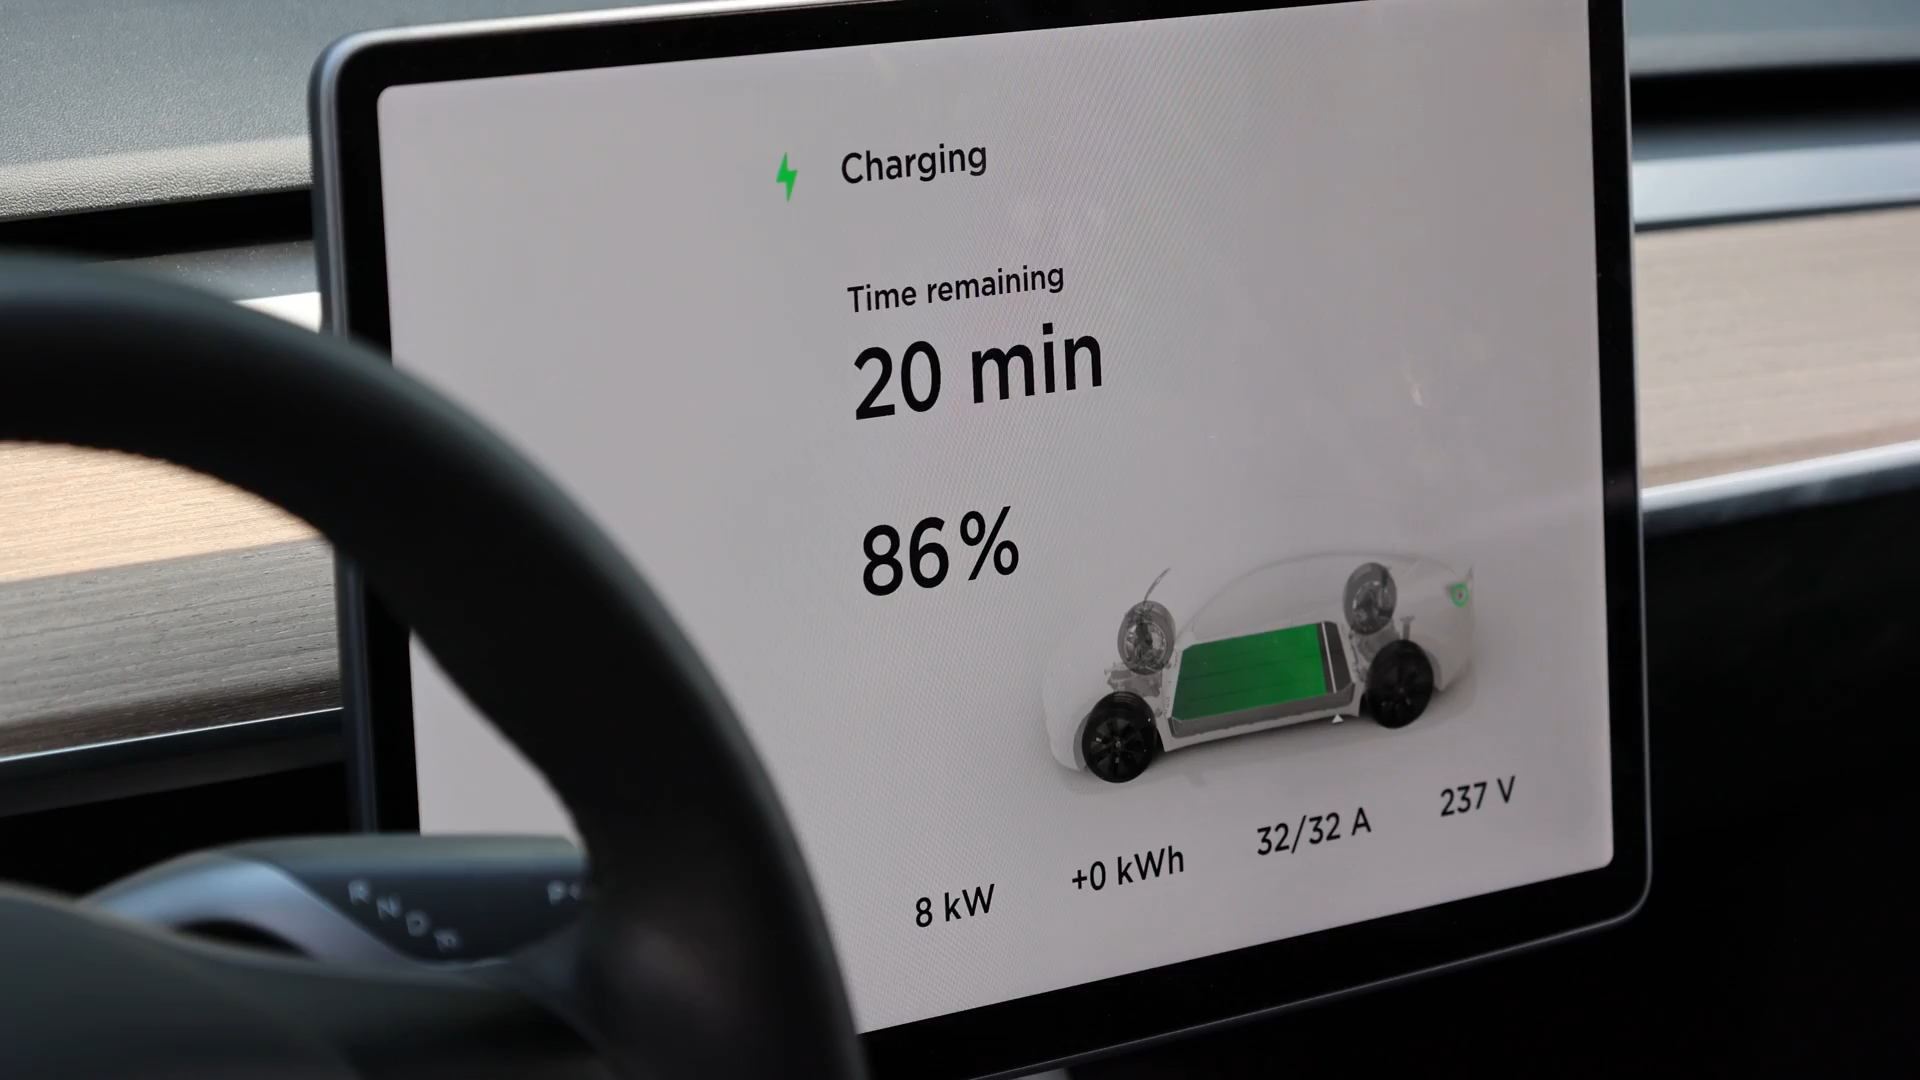 Charging
Time remaining
20 min
86%
8 kW +0 kWh 32/32 A 237 V
R N D